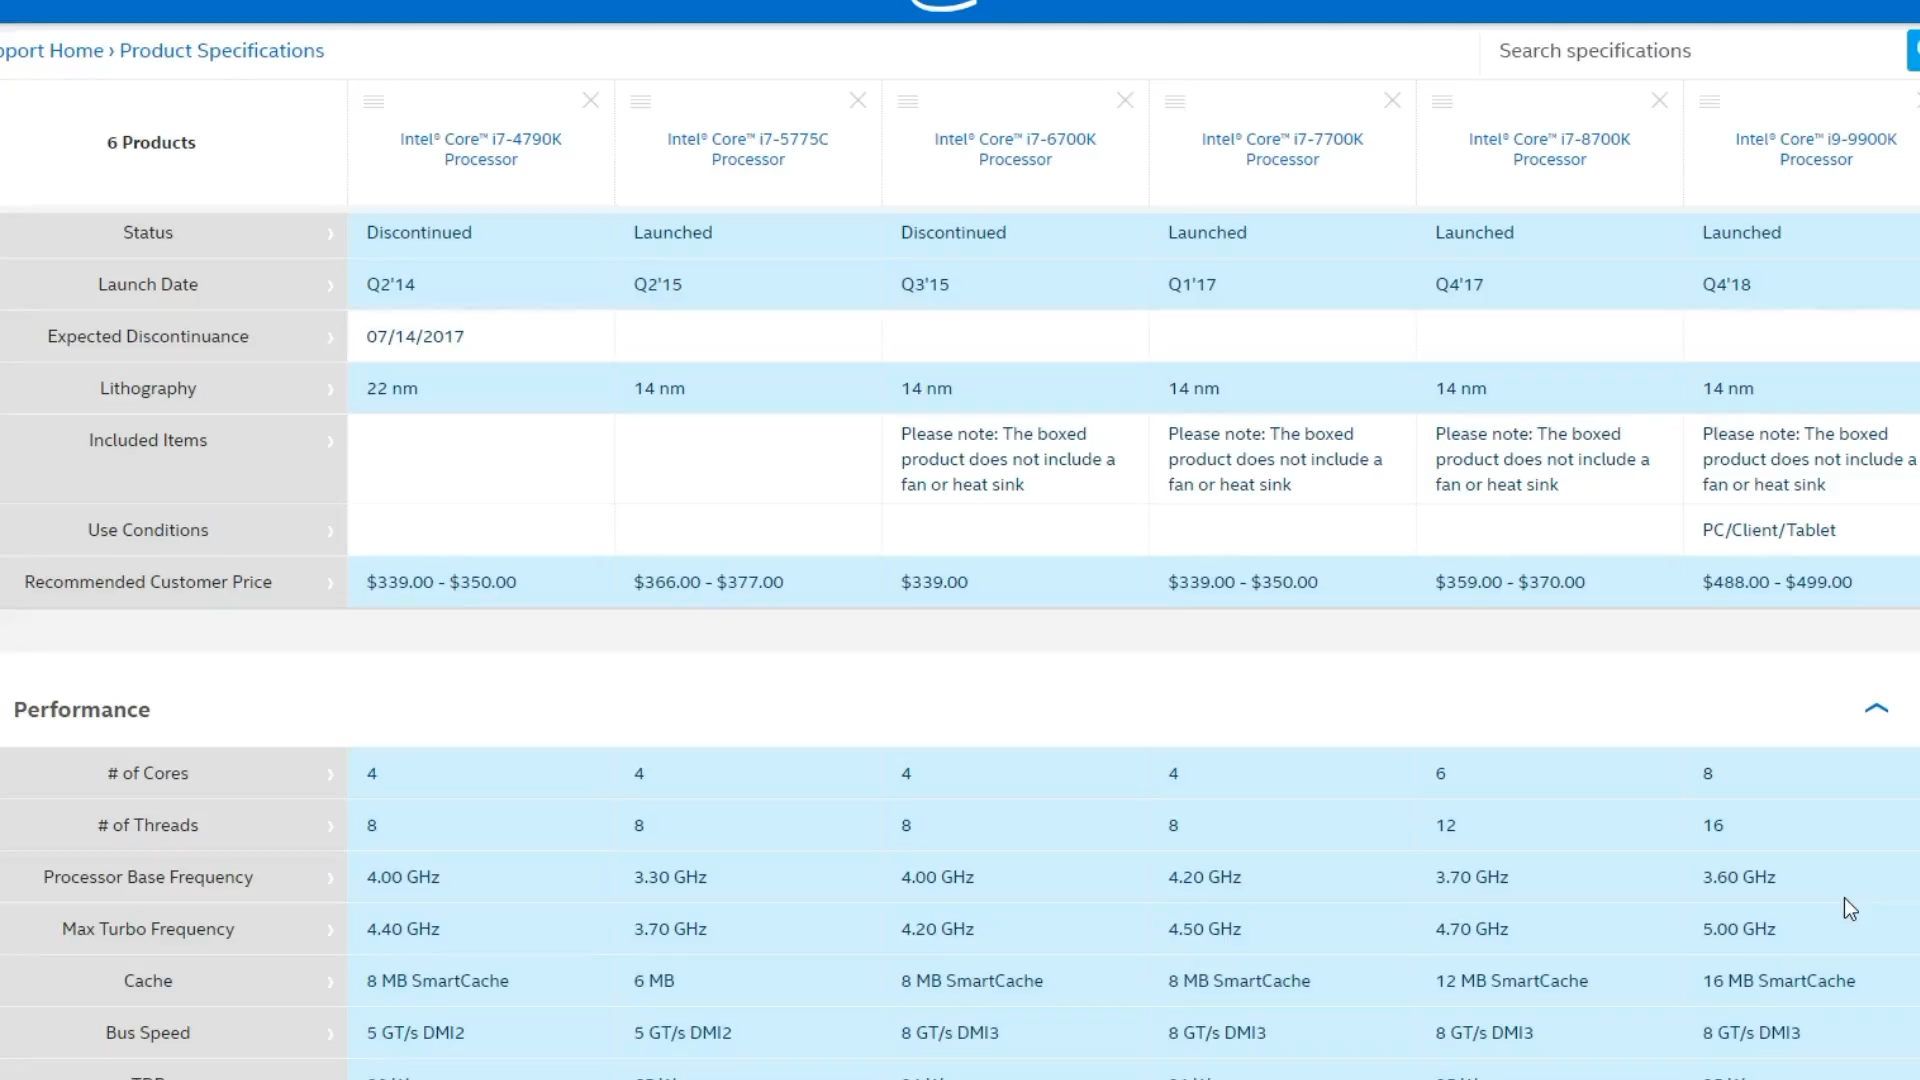 pport Home › Product Specifications
Search specifications
6 Products
Intel® Core™ i7-4790K
Processor
Intel® Core™ i7-5775C
Processor
Intel® Core™ i7-6700K
Processor
Intel® Core™ i7-7700K
Processor
Intel® Core™ i7-8700K
Processor
Intel® Core™ i9-9900K
Processor
Status Discontinued Launched Discontinued Launched Launched Launched
Launch Date Q2'14 Q2'15 Q3'15 Q1'17 Q4'17 Q4'18
Expected Discontinuance 07/14/2017
Lithography 22 nm 14 nm 14 nm 14 nm 14 nm 14 nm
Included Items
Please note: The boxed
product does not include a
fan or heat sink
Please note: The boxed
product does not include a
fan or heat sink
Please note: The boxed
product does not include a
fan or heat sink
Please note: The boxed
product does not include a
fan or heat sink
Use Conditions PC/Client/Tablet
Recommended Customer Price $339.00 - $350.00 $366.00 - $377.00 $339.00 $339.00 - $350.00 $359.00 - $370.00 $488.00 - $499.00
Performance
# of Cores 4 4 4 4 6 8
# of Threads 8 8 8 8 12 16
Processor Base Frequency 4.00 GHz 3.30 GHz 4.00 GHz 4.20 GHz 3.70 GHz 3.60 GHz
Max Turbo Frequency 4.40 GHz 3.70 GHz 4.20 GHz 4.50 GHz 4.70 GHz 5.00 GHz
Cache 8 MB SmartCache 6 MB 8 MB SmartCache 8 MB SmartCache 12 MB SmartCache 16 MB SmartCache
Bus Speed 5 GT/s DMI2 5 GT/s DMI2 8 GT/s DMI3 8 GT/s DMI3 8 GT/s DMI3 8 GT/s DMI3